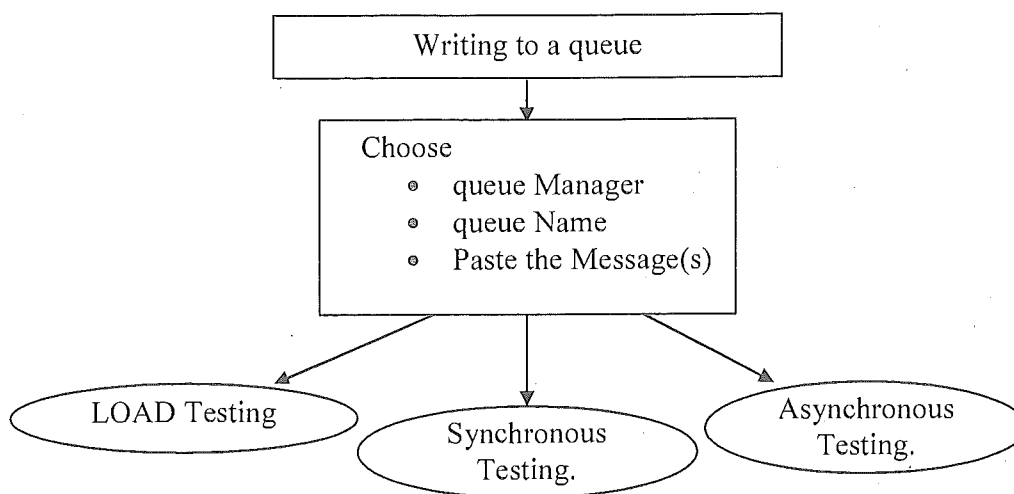 Writing to a queue
Choose
queue Manager
queue Name
Paste the Message(s)
LOAD Testing
Synchronous
Testing.
Asynchronous
Testing.